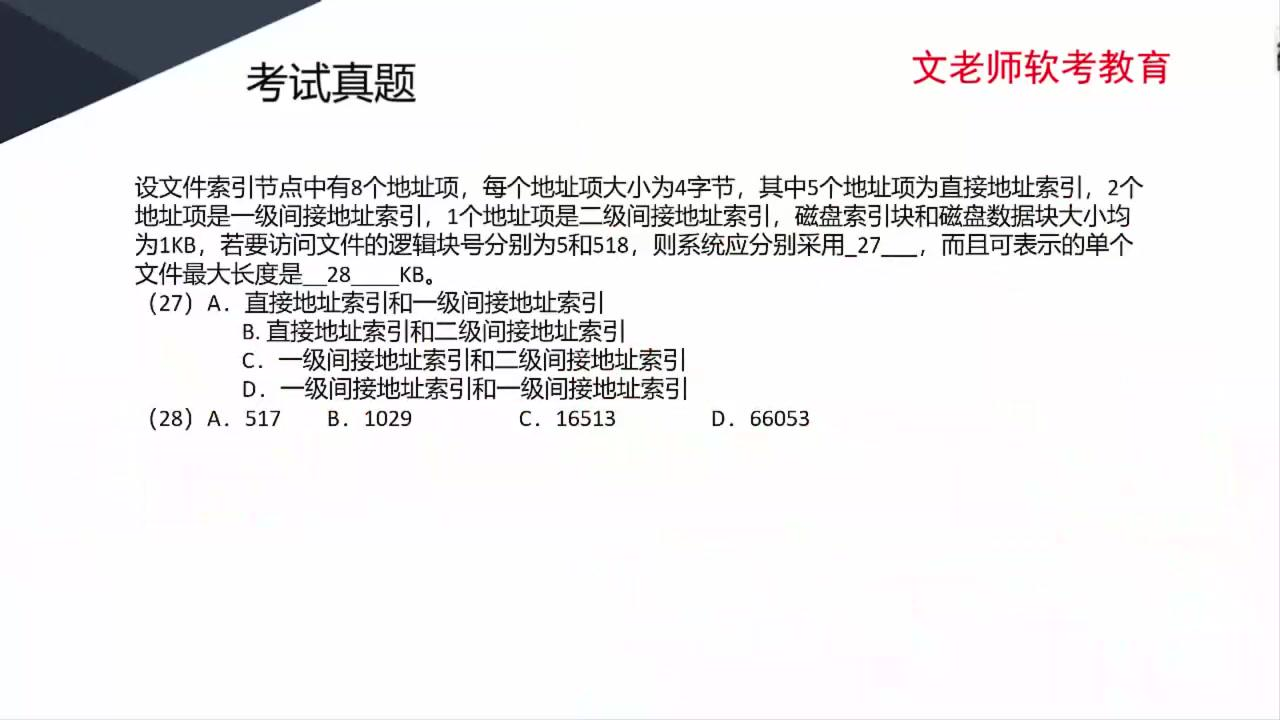 考试真题
文老师软考教育
设文件索引节点中有8个地址项，每个地址项大小为4字节，其中5个地址项为直接地址索引，2个
地址项是一级间接地址索引，1个地址项是二级间接地址索引，磁盘索引块和磁盘数据块大小均
为1KB，若要访问文件的逻辑块号分别为5和518，则系统应分别采用_27___，而且可表示的单个
文件最大长度是__28____KB。
（27）A．直接地址索引和一级间接地址索引
B. 直接地址索引和二级间接地址索引
C．一级间接地址索引和二级间接地址索引
D．一级间接地址索引和一级间接地址索引
（28）A．517 B．1029 C．16513 D．66053